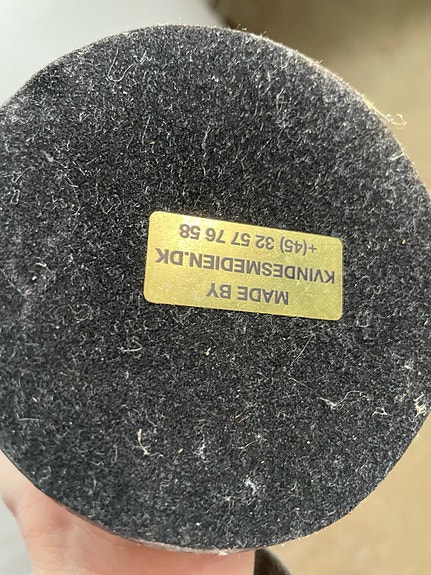 MADE BY
KVINDESMEDIEN.DK
+(45) 32 57 76 58